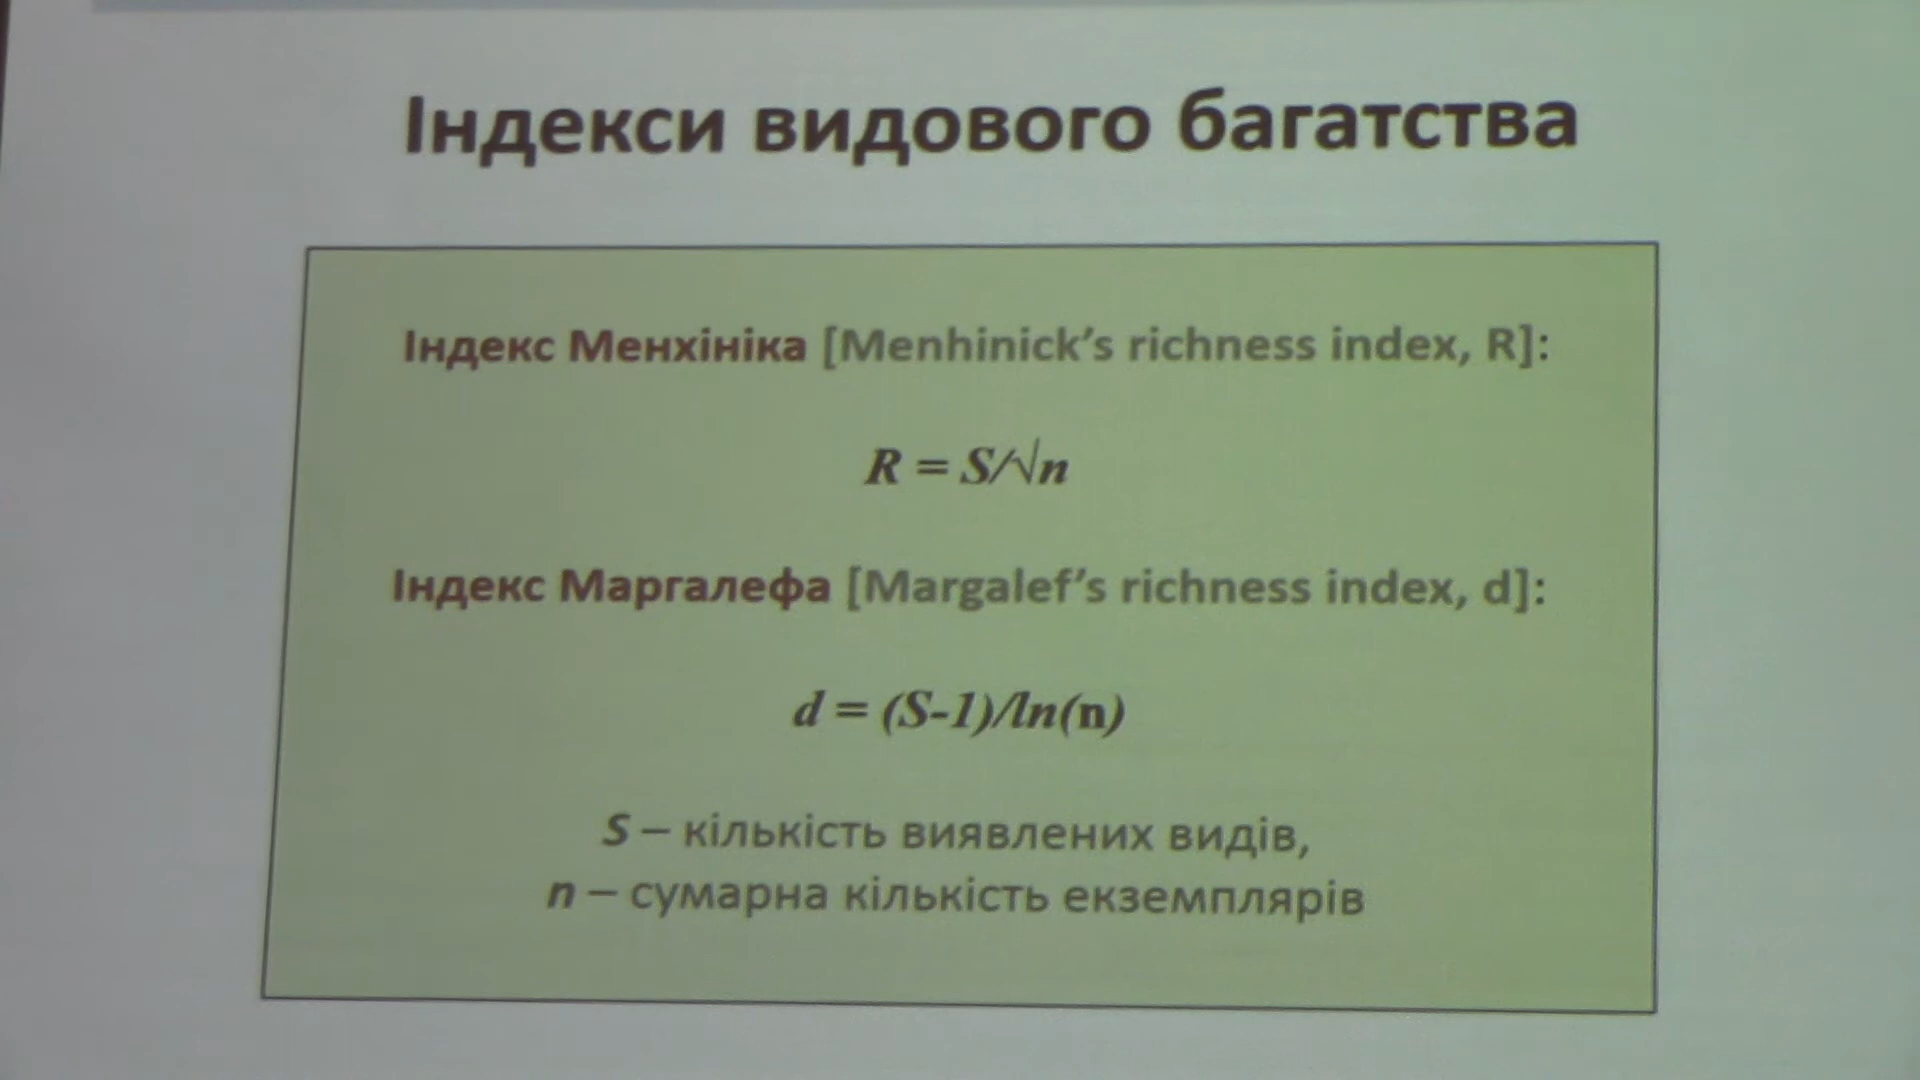 Індекси видового багатства
Індекс Менхініка [Menhinick’s richness index, R]:
R = S/√n
Індекс Маргалефа [Margalef’s richness index, d]:
d = (S-1)/ln(n)
S – кількість виявлених видів,
n – сумарна кількість екземплярів